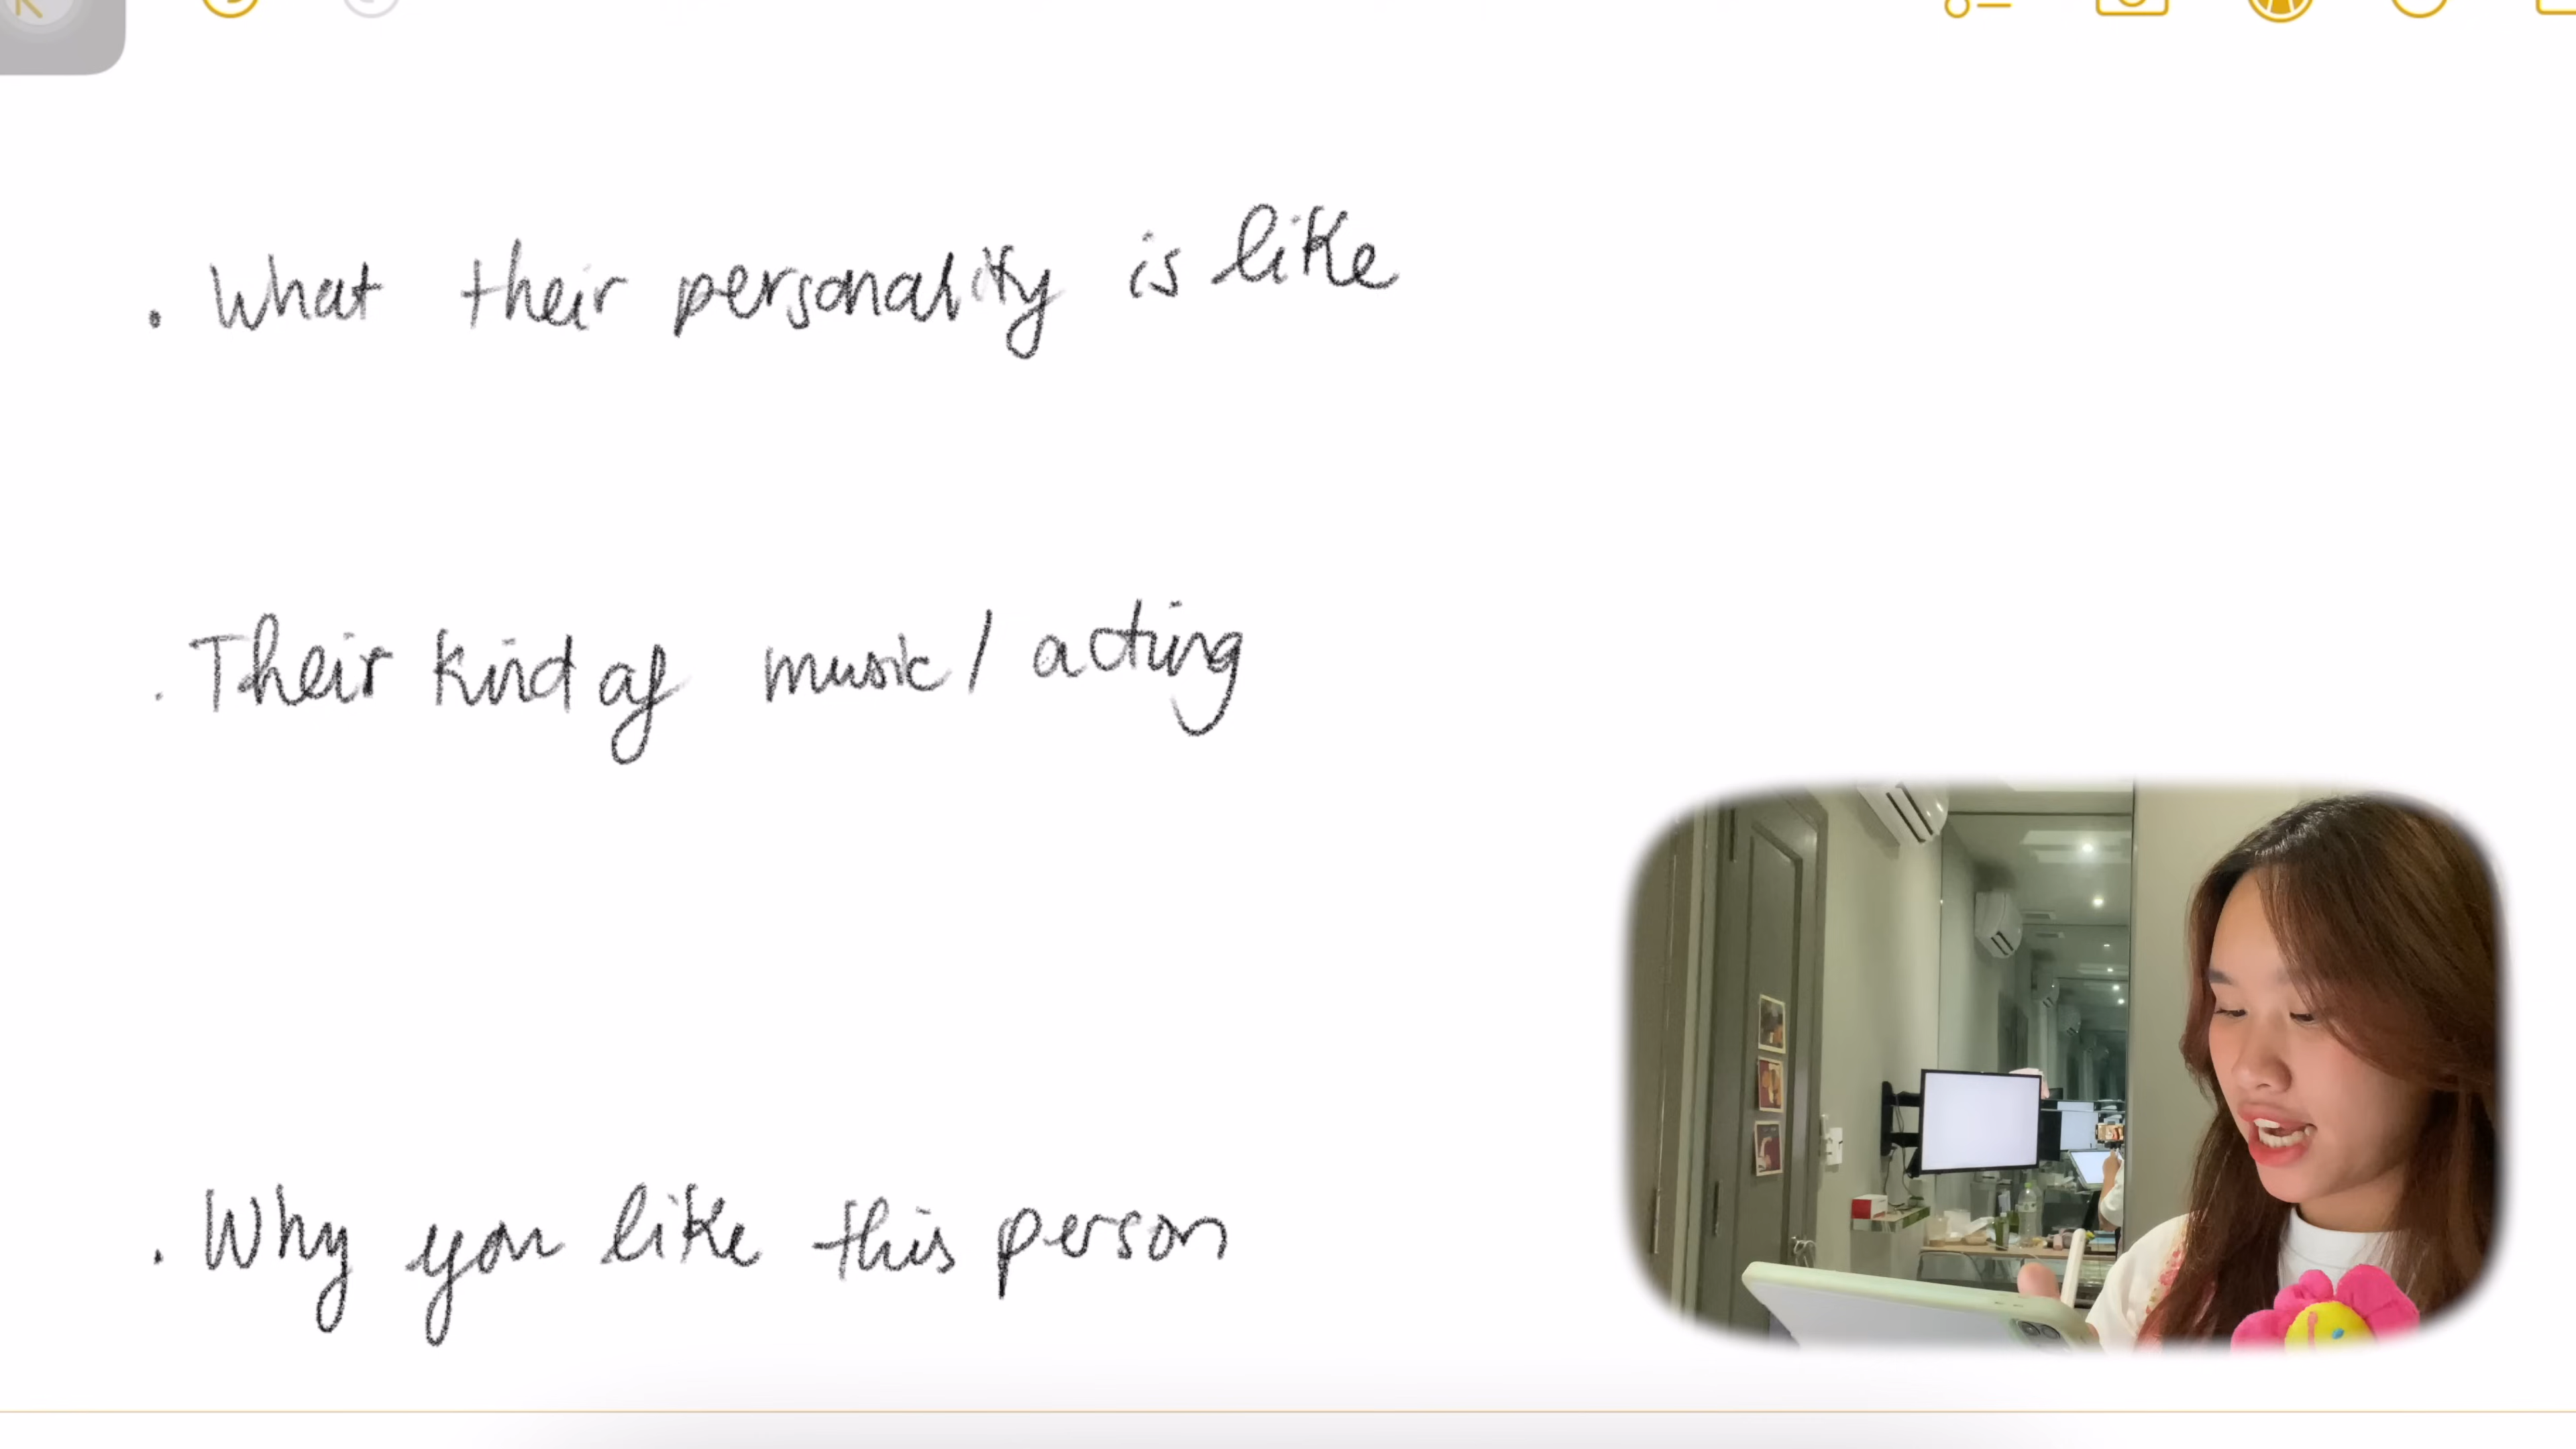 . What their personality is like
. Their kind of music / acting
. Why you like this person